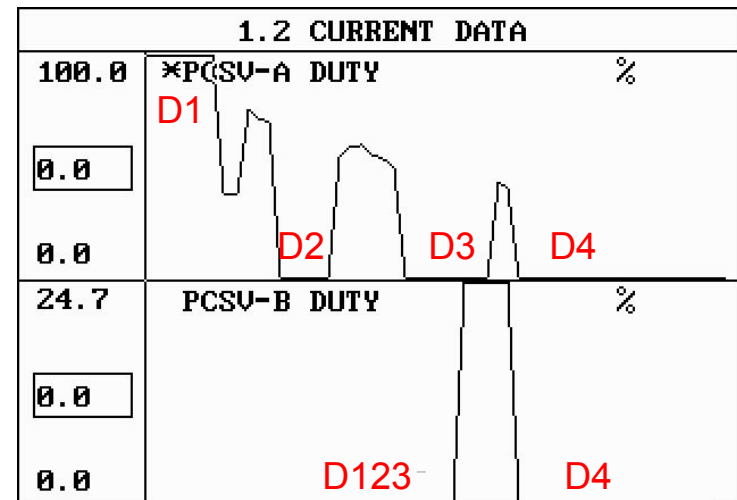 1.2 CURRENT DATA
100.0 *PCSV-A DUTY %
D1
0.0
D2 D3 D4
0.0
24.7 PCSV-B DUTY %
0.0
D123 D4
0.0